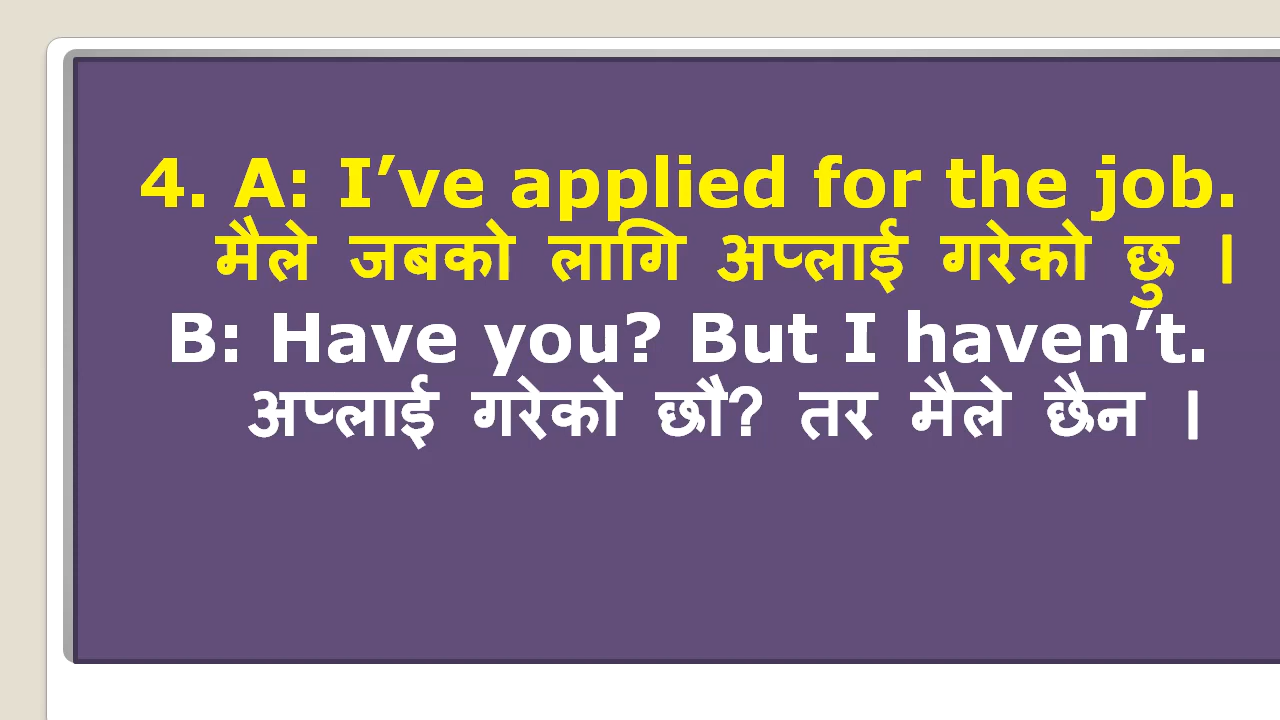 4. A: I’ve applied for the job.
मैले जबको लागि अप्लाई गरेको छु ।
B: Have you? But I haven’t.
अप्लाई गरेको छौ? तर मैले छैन ।